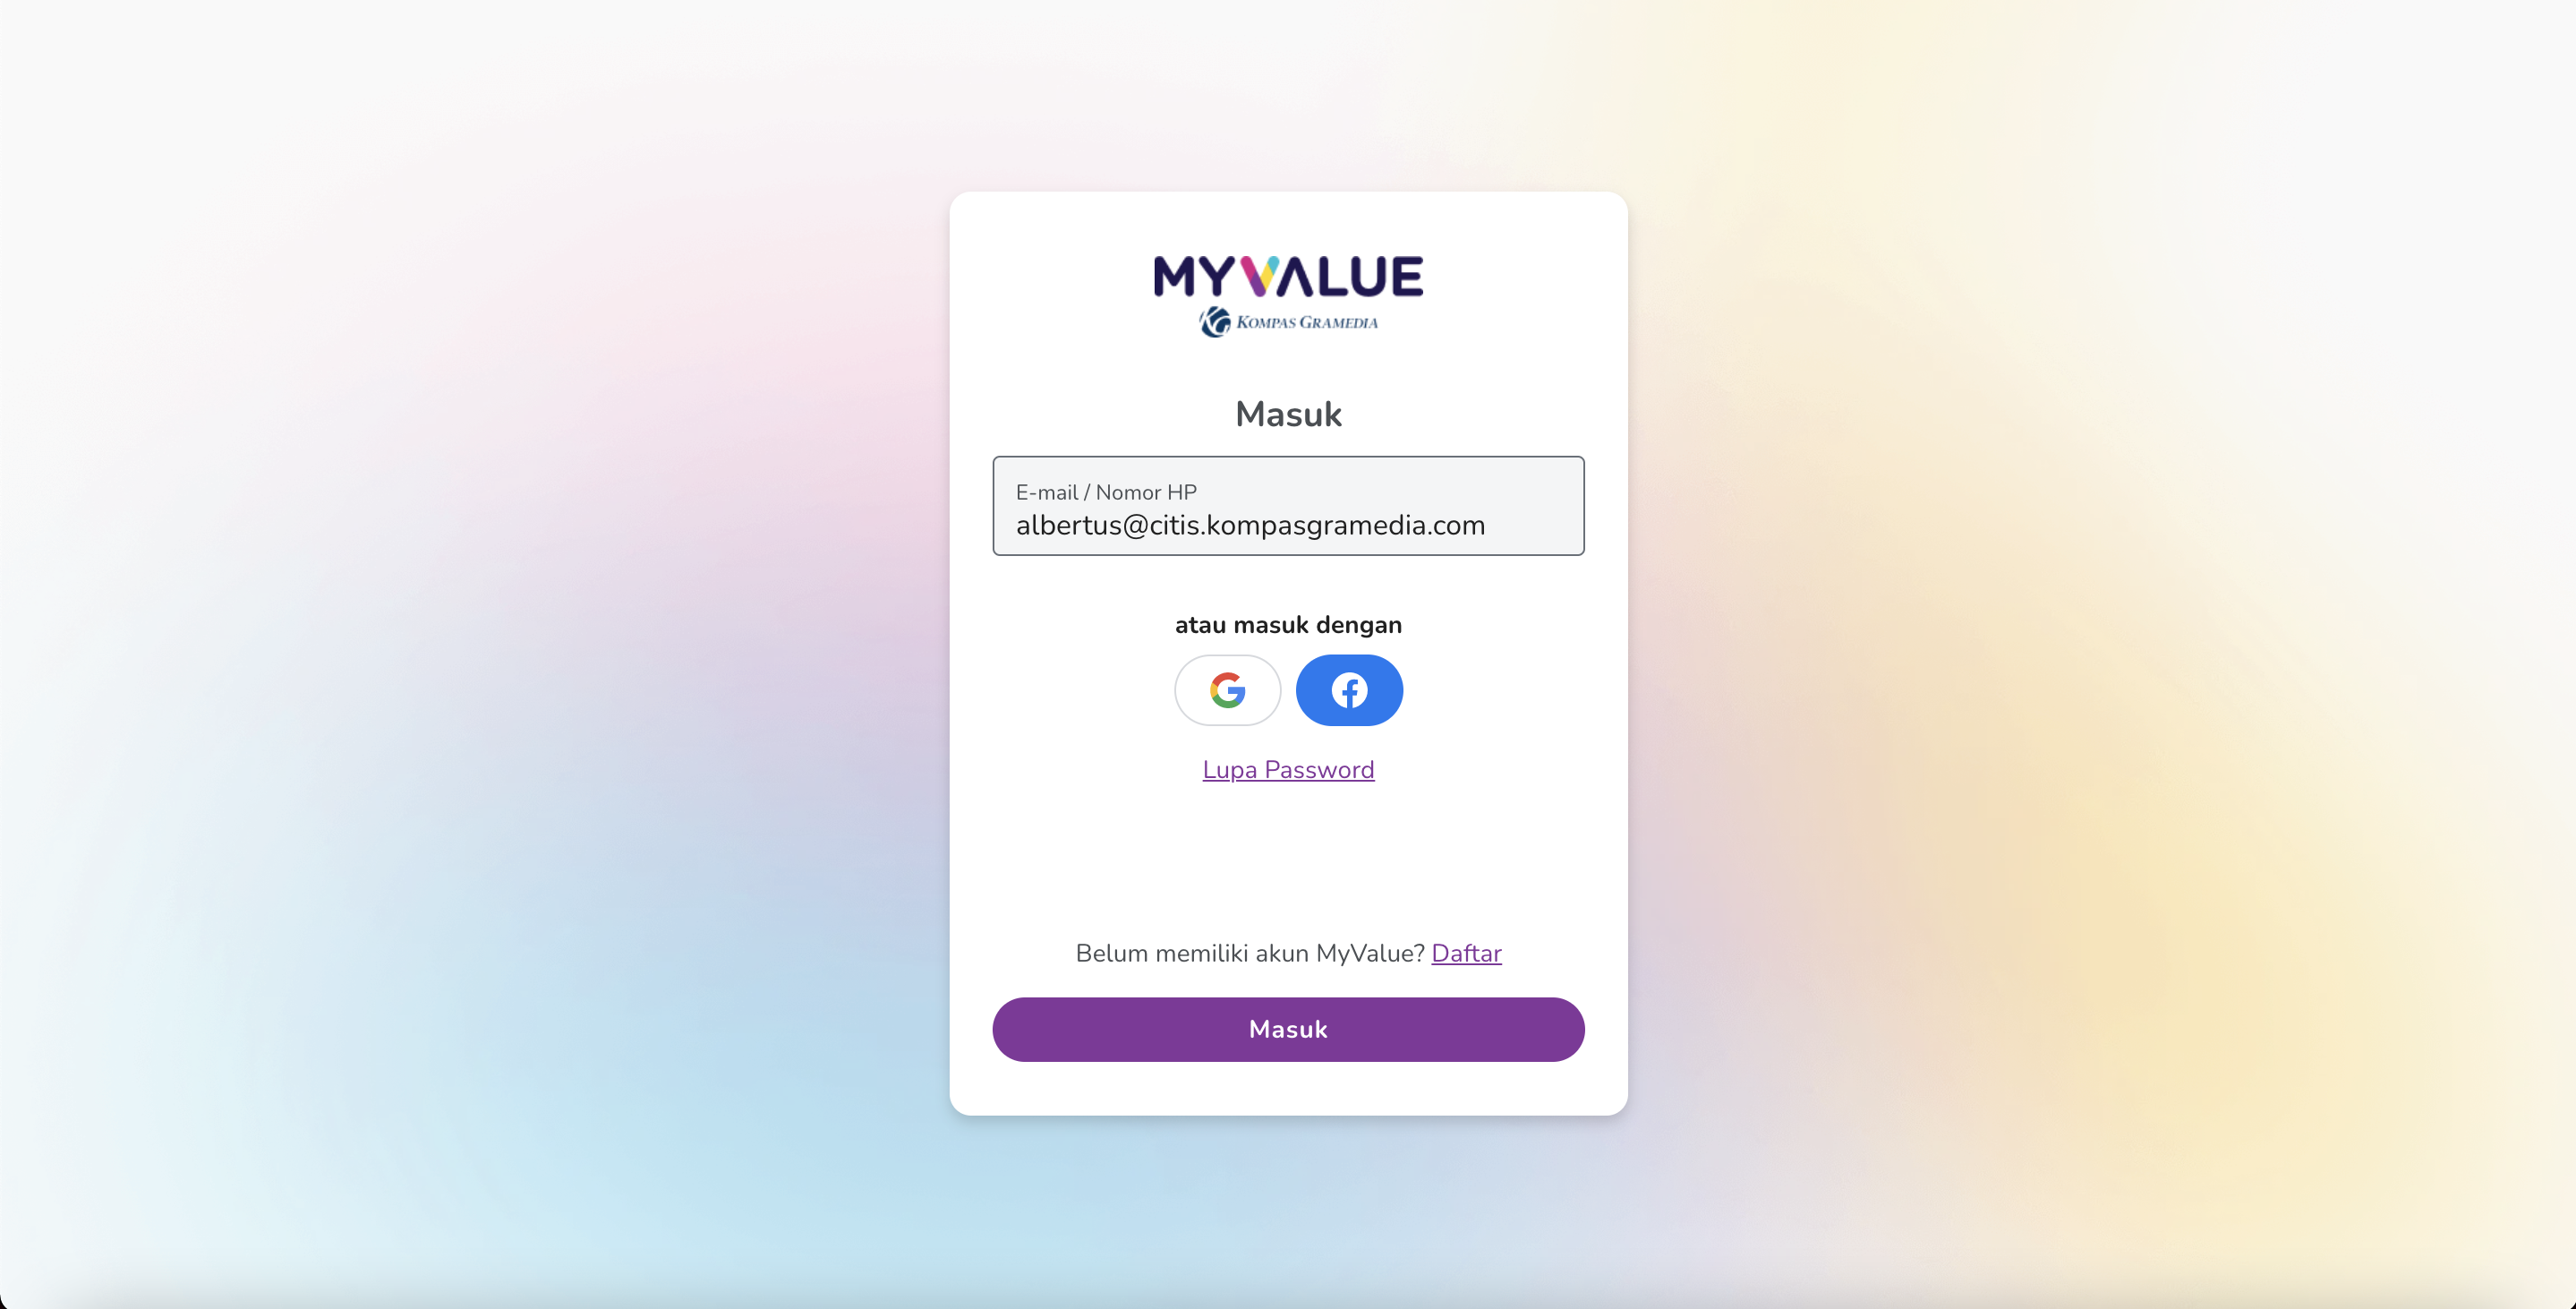 MYVALUE
KG KOMPAS GRAMEDIA
Masuk
E-mail / Nomor HP
albertus@citis.kompasgramedia.com
atau masuk dengan
Lupa Password
Belum memiliki akun MyValue? Daftar
Masuk